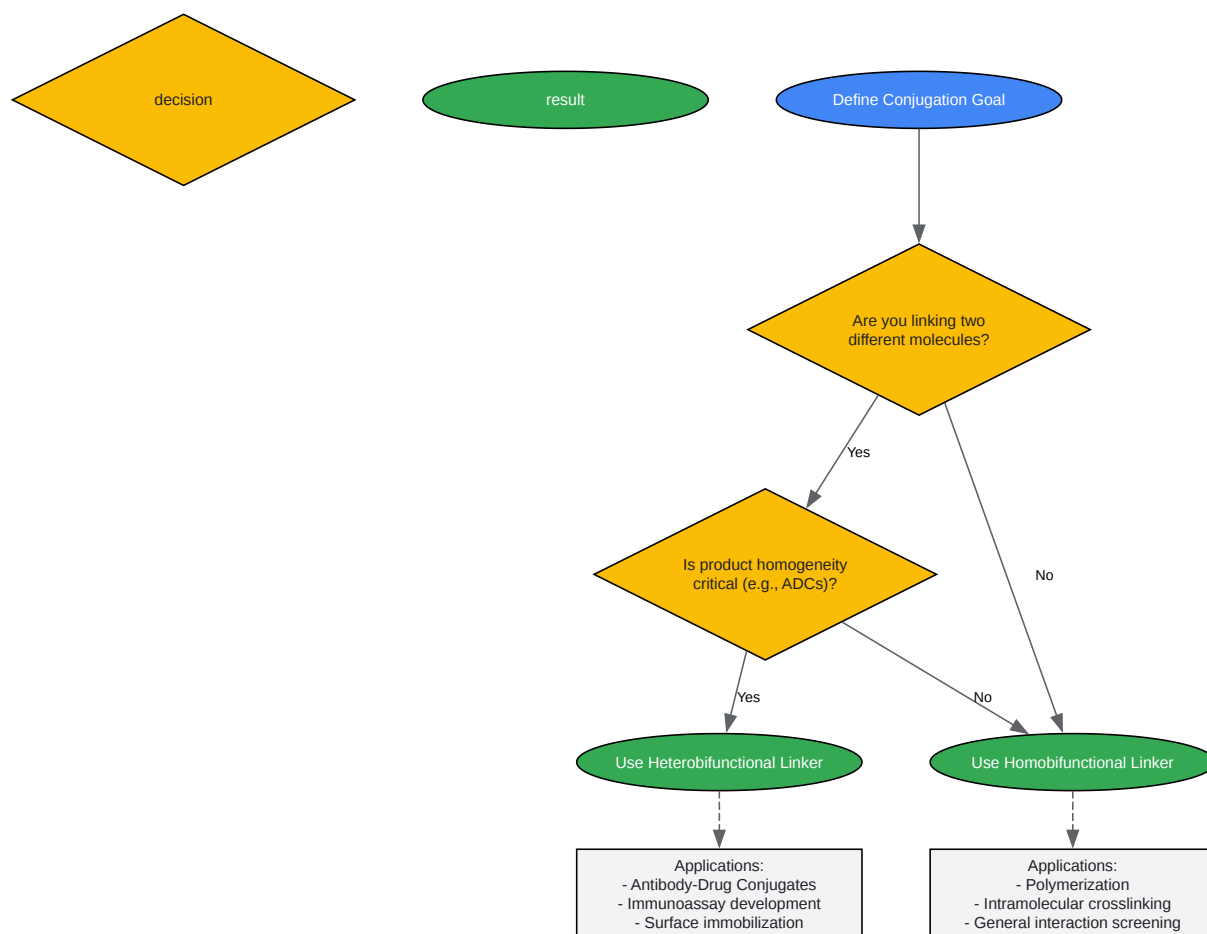 decision
result
Define Conjugation Goal
Are you linking two
different molecules?
Yes
Is product homogeneity
critical (e.g., ADCs)?
No
Yes
No
Use Heterobifunctional Linker
Use Homobifunctional Linker
Applications:
- Antibody-Drug Conjugates
- Immunoassay development
- Surface immobilization
Applications:
- Polymerization
- Intramolecular crosslinking
- General interaction screening